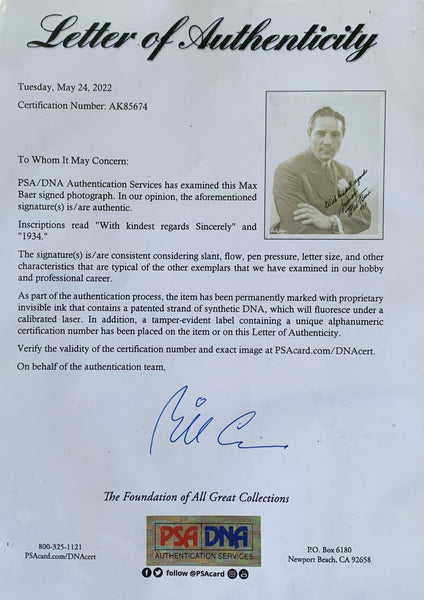 Letter of Authenticity
Tuesday, May 24, 2022
Certification Number: AK85674
To Whom It May Concern:
PSA/DNA Authentication Services has examined this Max
Baer signed photograph. In our opinion, the aforementioned
signature(s) is/are authentic.
Inscriptions read "With kindest regards Sincerely" and
"1934."
With kindest regards
Sincerely
Max Baer
The signature(s) is/are consistent considering slant, flow, pen pressure, letter size, and other
characteristics that are typical of the other exemplars that we have examined in our hobby
and professional career.
As part of the authentication process, the item has been permanently marked with proprietary
invisible ink that contains a patented strand of synthetic DNA, which will fluoresce under a
calibrated laser. In addition, a tamper-evident label containing a unique alphanumeric
certification number has been placed on the item or on this Letter of Authenticity.
Verify the validity of the certification number and exact image at PSAcard.com/DNAcert.
On behalf of the authentication team,
The Foundation of All Great Collections
PSA DNA
AUTHENTICATION SERVICES
800-325-1121
PSAcard.com/DNAcert
follow @PSAcard
P.O. Box 6180
Newport Beach, CA 92658